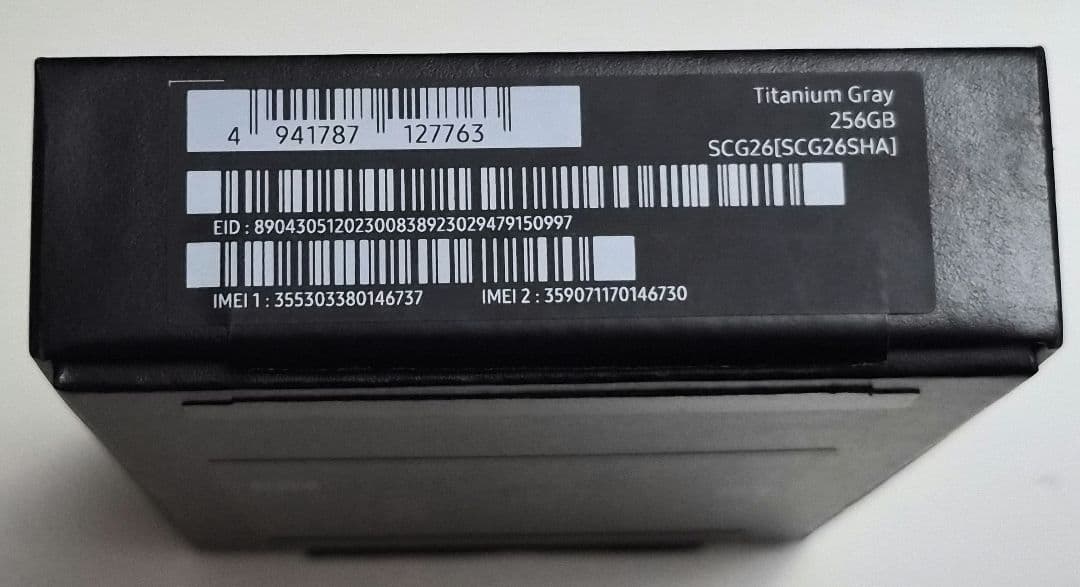 4 941787 127763
Titanium Gray
256GB
SCG26[SCG26SHA]
EID : 89043051202300838923029479150997
IMEI 1 : 355303380146737
IMEI 2 : 359071170146730